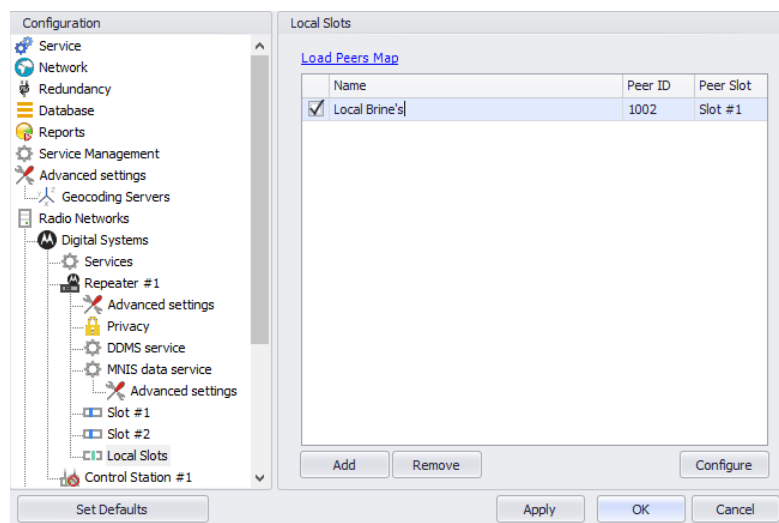 Configuration
Service
Network
Redundancy
Database
Reports
Service Management
Advanced settings
Geocoding Servers
Radio Networks
Digital Systems
Services
Repeater #1
Advanced settings
Privacy
DDMS service
MNIS data service
Advanced settings
Slot #1
Slot #2
Local Slots
Control Station #1
Local Slots
Load Peers Map
Name Peer ID Peer Slot
Local Brine's 1002 Slot #1
Add Remove Configure
Set Defaults Apply OK Cancel